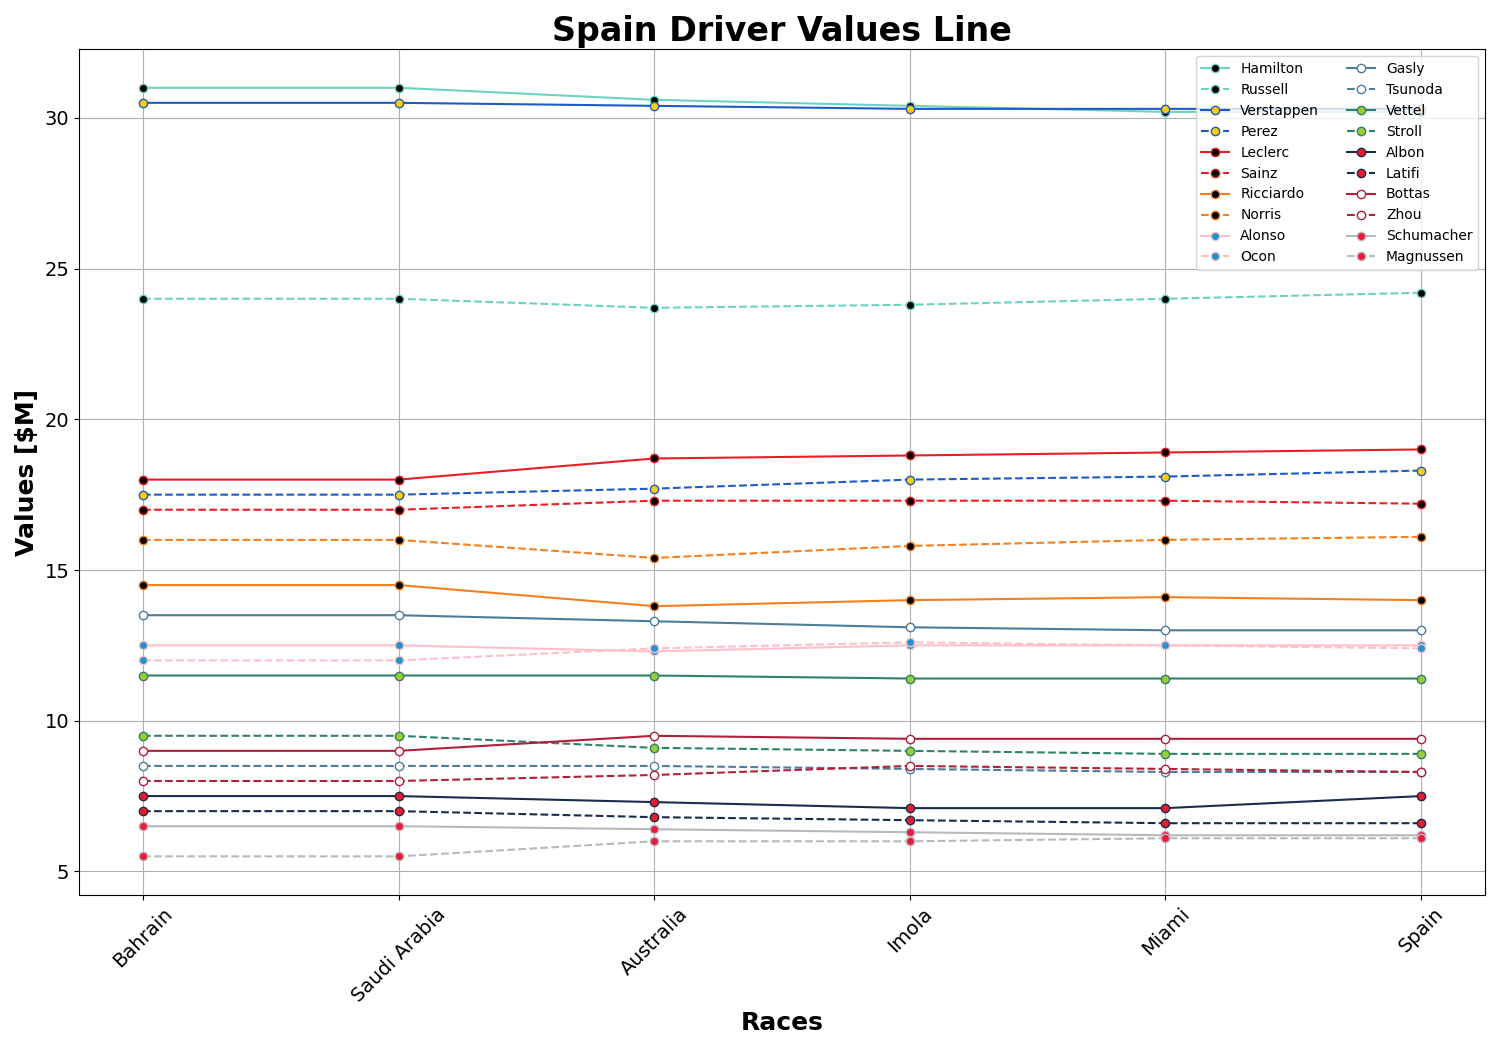 Spain Driver Values Line
Values [$M]
30
25
20
15
10
5
Hamilton
Russell
Verstappen
Perez
Leclerc
Sainz
Ricciardo
Norris
Alonso
Ocon
Gasly
Tsunoda
Vettel
Stroll
Albon
Latifi
Bottas
Zhou
Schumacher
Magnussen
Bahrain
Saudi Arabia
Australia
Imola
Miami
Spain
Races